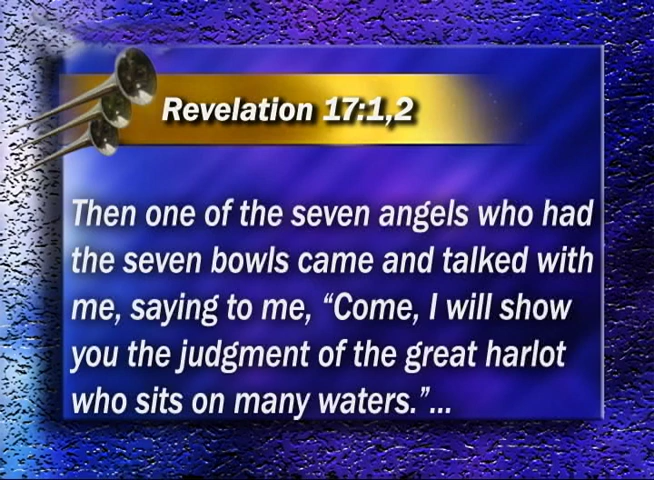 Revelation 17:1,2
Then one of the seven angels who had
the seven bowls came and talked with
me, saying to me, “Come, I will show
you the judgment of the great harlot
who sits on many waters.”...